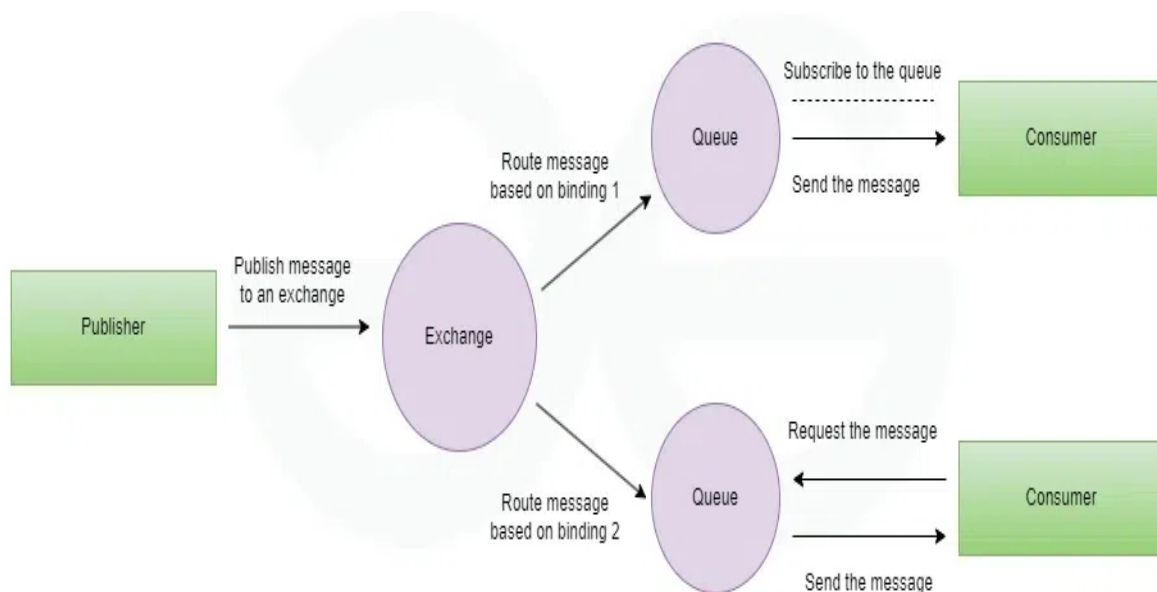 Publisher
Publish message
to an exchange
Exchange
Route message
based on binding 1
Queue
Subscribe to the queue
Send the message
Consumer
Route message
based on binding 2
Queue
Request the message
Send the message
Consumer